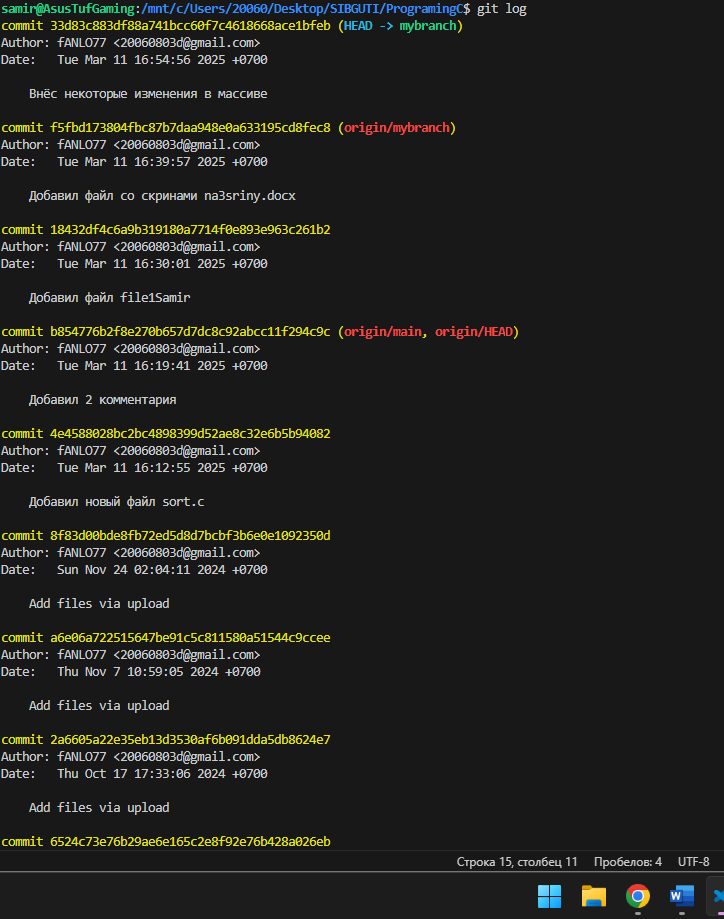 samir@AsusTufGaming:/mnt/c/Users/20060/Desktop/SIBGUTI/ProgramingC$ git log
commit 33d83c883df88a741bcc60f7c4618668ace1bfeb (HEAD -> mybranch)
Author: fANLO77 <20060803d@gmail.com>
Date:   Tue Mar 11 16:54:56 2025 +0700
Внёс некоторые изменения в массиве
commit f5fbd173804fbc87b7daa948e0a633195cd8fec8 (origin/mybranch)
Author: fANLO77 <20060803d@gmail.com>
Date:   Tue Mar 11 16:39:57 2025 +0700
Добавил файл со скринами na3sriny.docx
commit 18432df4c6a9b319180a7714f0e893e963c261b2
Author: fANLO77 <20060803d@gmail.com>
Date:   Tue Mar 11 16:30:01 2025 +0700
Добавил файл file1Samir
commit b854776b2f8e270b657d7dc8c92abcc11f294c9c (origin/main, origin/HEAD)
Author: fANLO77 <20060803d@gmail.com>
Date:   Tue Mar 11 16:19:41 2025 +0700
Добавил 2 комментария
commit 4e4588028bc2bc4898399d52ae8c32e6b5b94082
Author: fANLO77 <20060803d@gmail.com>
Date:   Tue Mar 11 16:12:55 2025 +0700
Добавил новый файл sort.c
commit 8f83d00bde8fb72ed5d8d7bcbf3b6e0e1092350d
Author: fANLO77 <20060803d@gmail.com>
Date:   Sun Nov 24 02:04:11 2024 +0700
Add files via upload
commit a6e06a722515647be91c5c811580a51544c9ccee
Author: fANLO77 <20060803d@gmail.com>
Date:   Thu Nov 7 10:59:05 2024 +0700
Add files via upload
commit 2a6605a22e35eb13d3530af6b091dda5db8624e7
Author: fANLO77 <20060803d@gmail.com>
Date:   Thu Oct 17 17:33:06 2024 +0700
Add files via upload
commit 6524c73e76b29ae6e165c2e8f92e76b428a026eb
Строка 15, столбец 11 Пробелов: 4 UTF-8
W